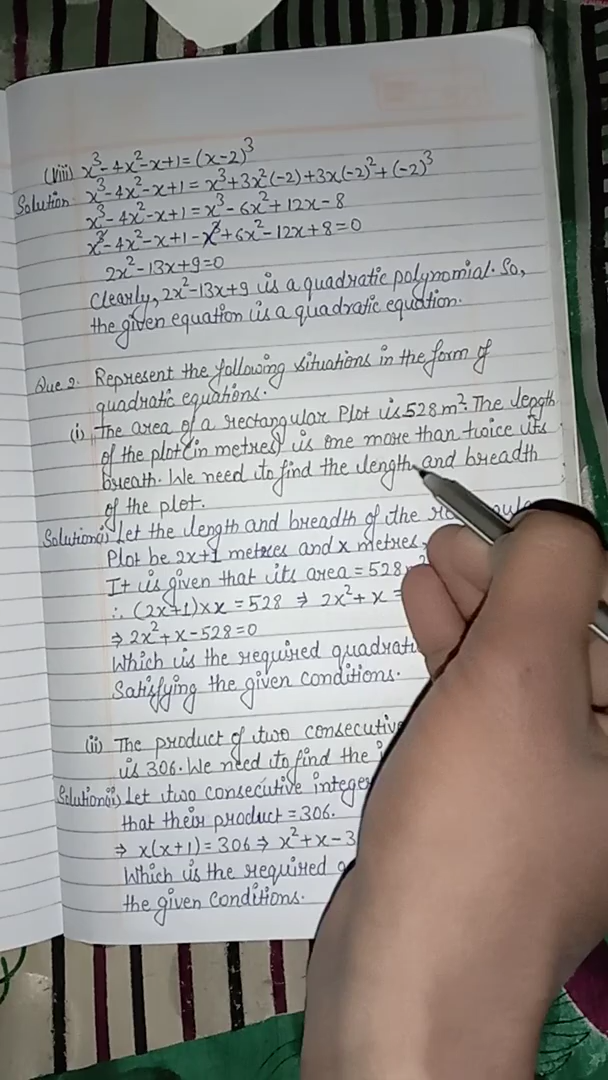 (viii) x³-4x²-x+1=(x-2)³
Solution x³-4x²-x+1=x³+3x²(-2)+3x(-2)²+(-2)³
x³-4x²-x+1=x³-6x²+12x-8
x³-4x²-x+1-x³+6x²-12x+8=0
2x²-13x+9=0
Clearly, 2x²-13x+9 is a quadratic polynomial. So,
the given equation is a quadratic equation.
Que 2. Represent the following situations in the form of
quadratic equations.
(i) The area of a rectangular Plot is 528 m². The length
of the plot (in metres) is one more than twice its
breath. We need to find the length and breadth
of the plot.
Solution(i) Let the length and breadth of the
Plot be 2x+1 metres and x metres.
It is given that its area = 528
∴ (2x+1)×x = 528 ⇒ 2x²+x =
⇒ 2x²+x-528=0
Which is the required
Satisfying the given conditions.
(ii) The product of two
is 306. We need to find the
Solution(ii) Let two consecutive
that their product = 306.
⇒ x(x+1)=306 ⇒ x²+x-3
Which is the required
the given conditions.